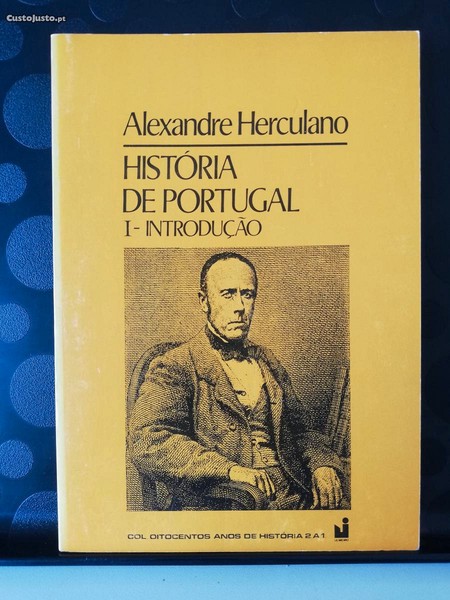 CustoJusto.pt
Alexandre Herculano
HISTÓRIA
DE PORTUGAL
I - INTRODUÇÃO
COL. OITOCENTOS ANOS DE HISTÓRIA 2.A 1.